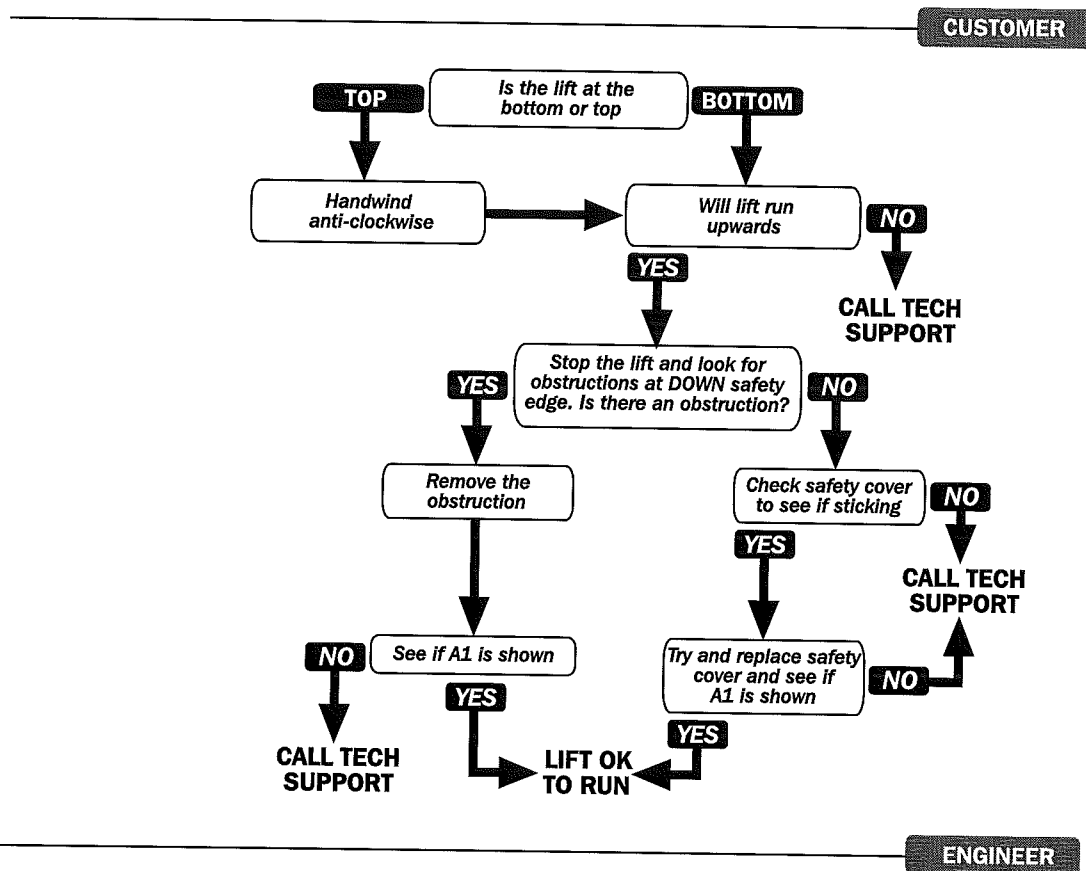 CUSTOMER
Is the lift at the
bottom or top
TOP
BOTTOM
Handwind
anti-clockwise
Will lift run
upwards
NO
YES
CALL TECH
SUPPORT
Stop the lift and look for
obstructions at DOWN safety
edge. Is there an obstruction?
YES
NO
Remove the
obstruction
Check safety cover
to see if sticking
NO
YES
CALL TECH
SUPPORT
See if A1 is shown
NO
YES
Try and replace safety
cover and see if
A1 is shown
NO
YES
CALL TECH
SUPPORT
LIFT OK
TO RUN
ENGINEER